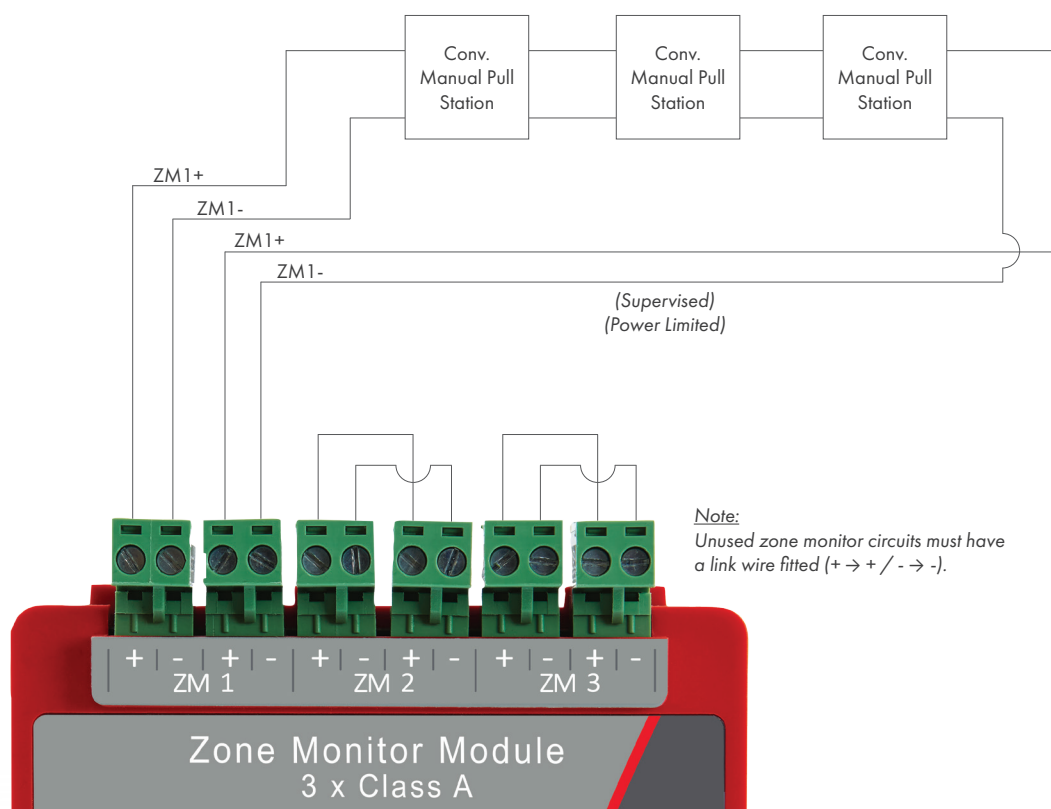 Conv.
Manual Pull
Station
Conv.
Manual Pull
Station
Conv.
Manual Pull
Station
ZM1+
ZM1-
ZM1+
ZM1-
(Supervised)
(Power Limited)
Note:
Unused zone monitor circuits must have
a link wire fitted (+ → + / - → -).
+ - + - + - + - + - + -
ZM 1 ZM 2 ZM 3
Zone Monitor Module
3 x Class A